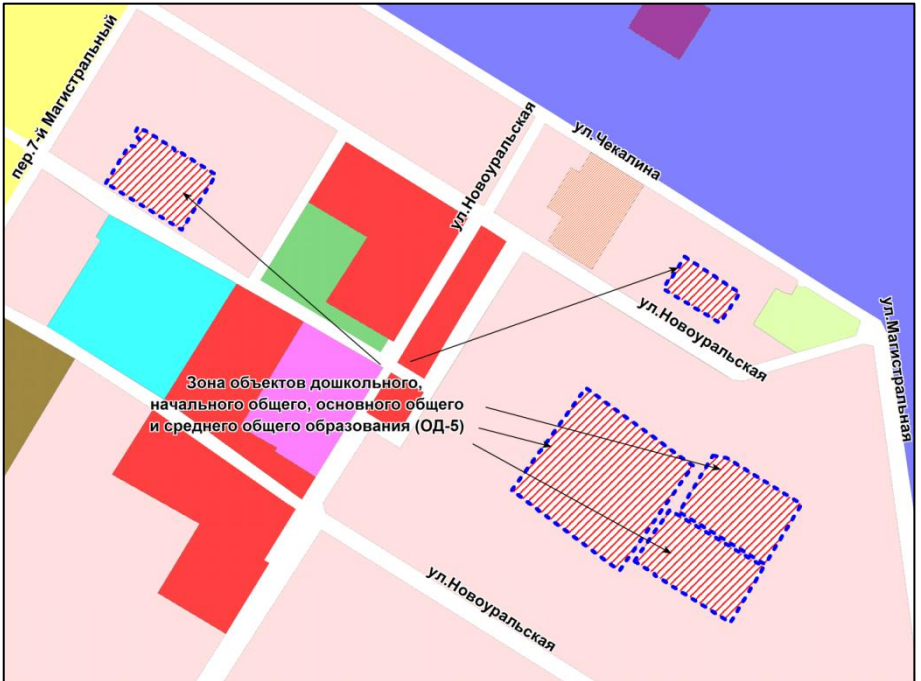 пер.7-й Магистральный
ул.Новоуральская
ул.Чекалина
ул.Новоуральская
ул.Магистральная
Зона объектов дошкольного,
начального общего, основного общего
и среднего общего образования (ОД-5)
ул.Новоуральская